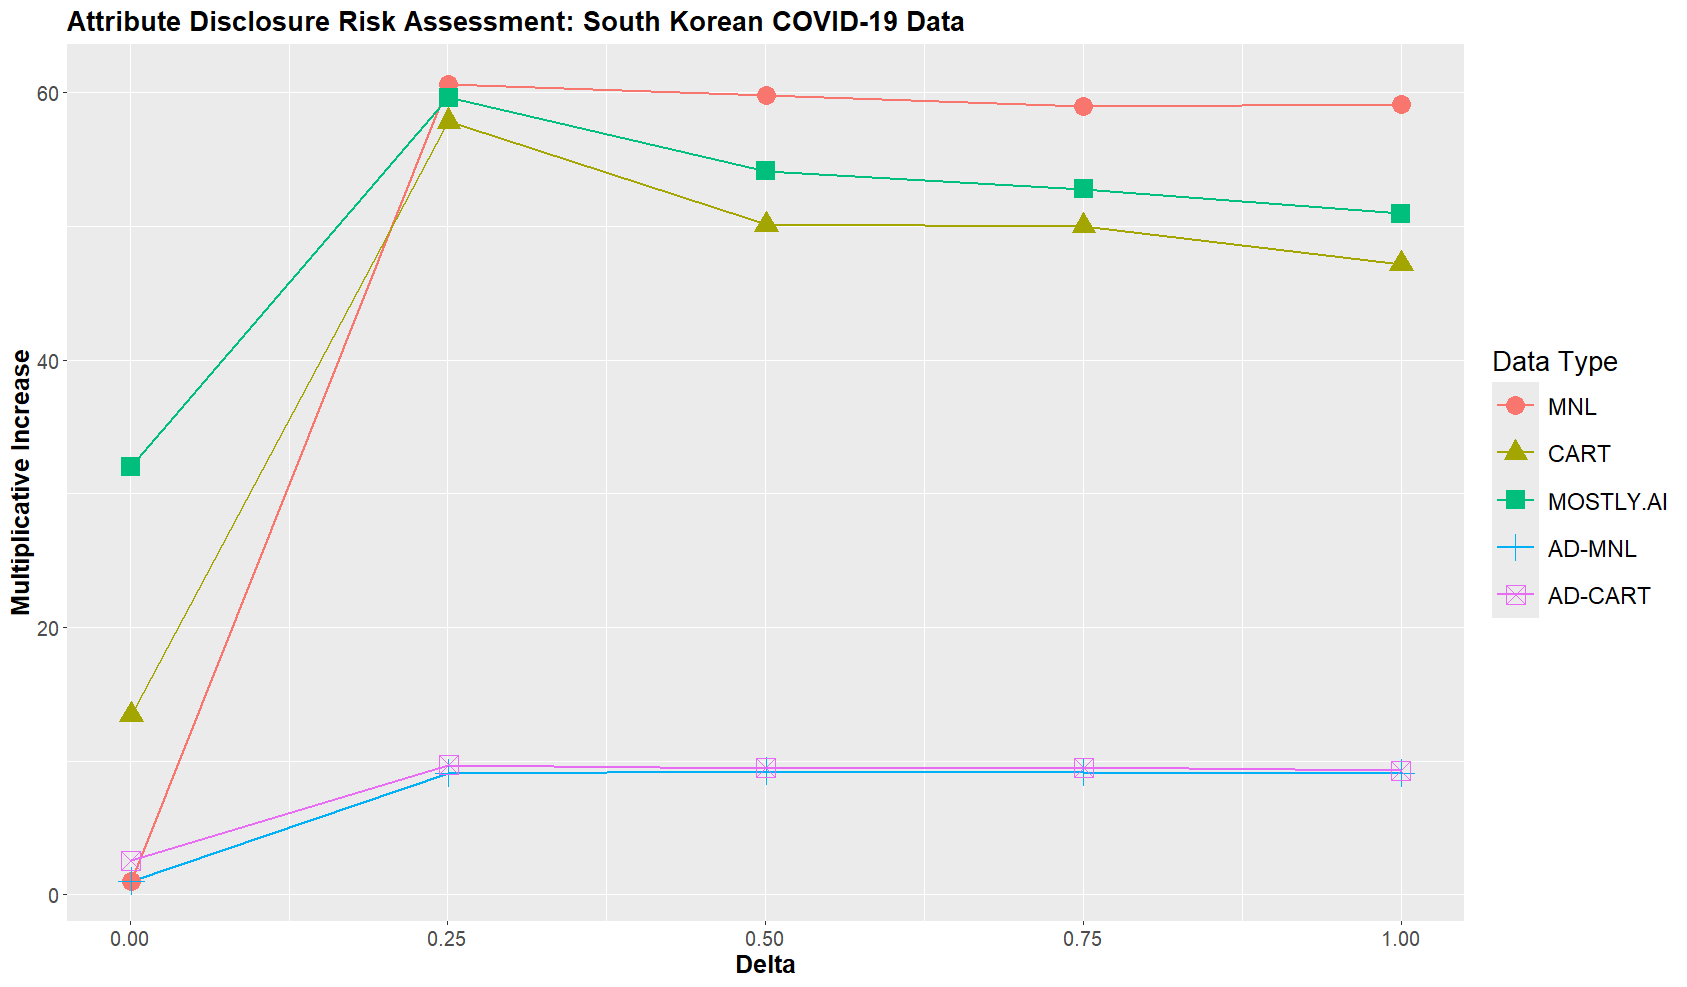 Attribute Disclosure Risk Assessment: South Korean COVID-19 Data
Multiplicative Increase
60
40
20
0
0.00 0.25 0.50 0.75 1.00
Delta
Data Type
MNL
CART
MOSTLY.AI
AD-MNL
AD-CART